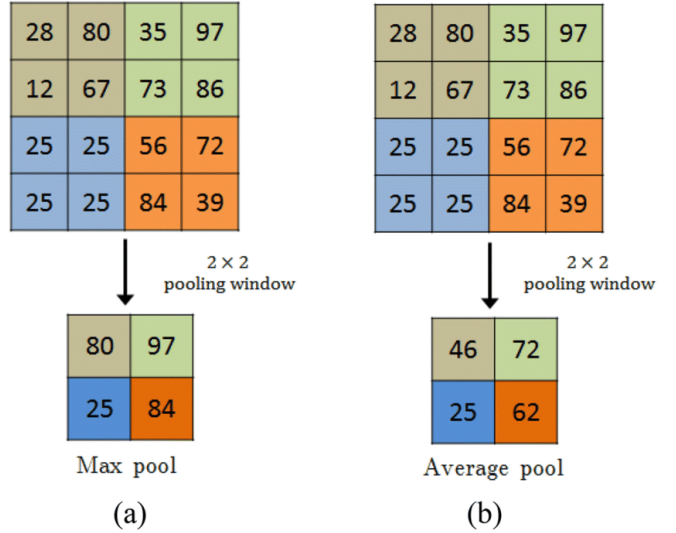 28 80 35 97
12 67 73 86
25 25 56 72
25 25 84 39
2 × 2
pooling window
80 97
25 84
Max pool
(a)
28 80 35 97
12 67 73 86
25 25 56 72
25 25 84 39
2 × 2
pooling window
46 72
25 62
Average pool
(b)